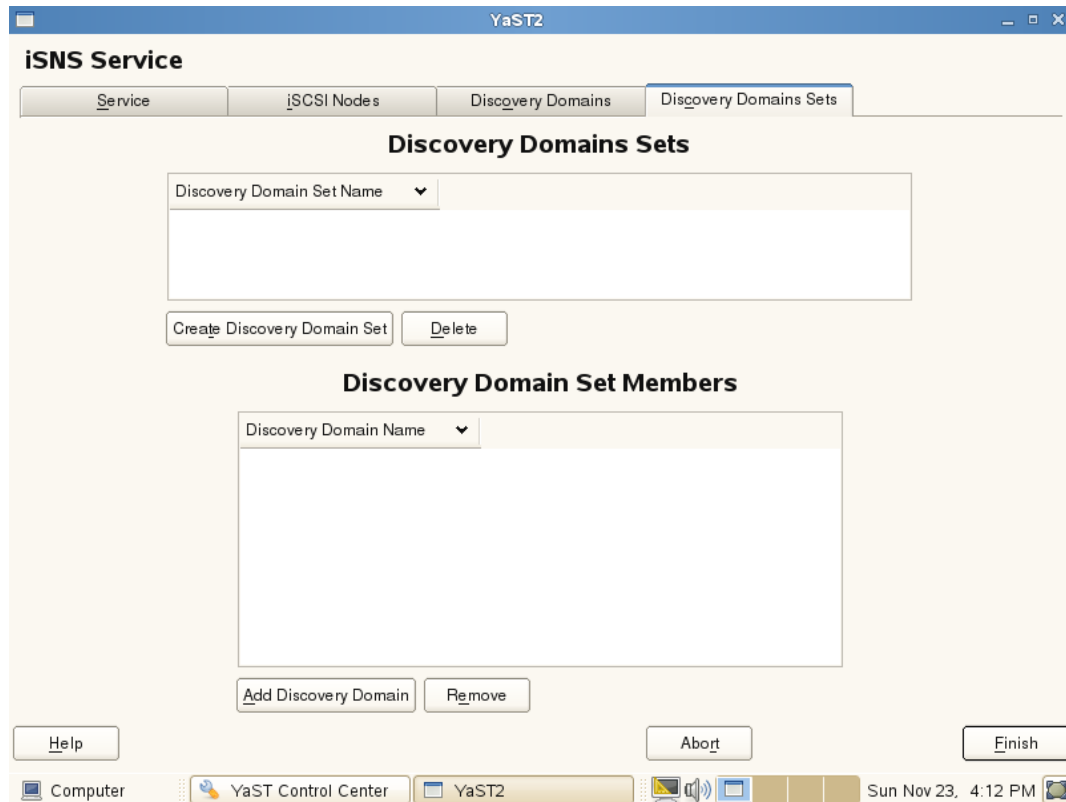 YaST2
iSNS Service
Service
iSCSI Nodes
Discovery Domains
Discovery Domains Sets
Discovery Domains Sets
Discovery Domain Set Name
Create Discovery Domain Set
Delete
Discovery Domain Set Members
Discovery Domain Name
Add Discovery Domain
Remove
Help
Abort
Finish
Computer
YaST Control Center
YaST2
Sun Nov 23, 4:12 PM